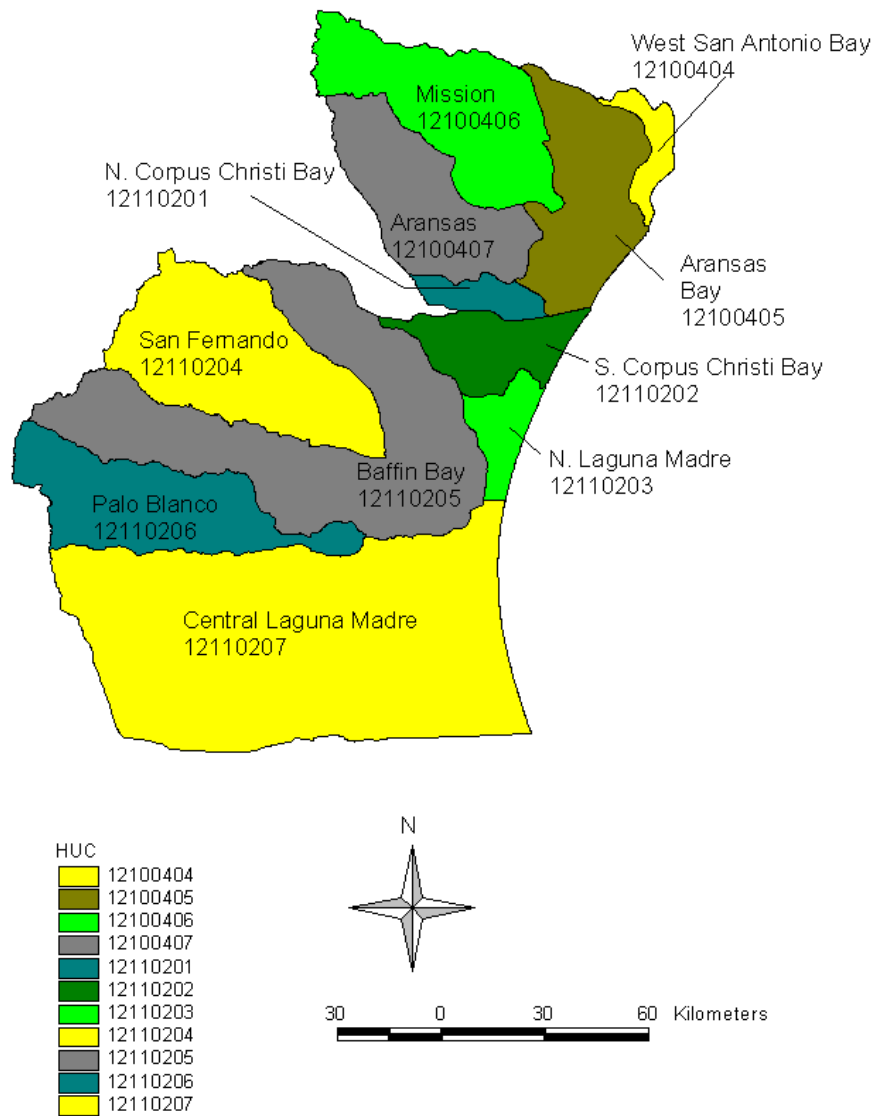 West San Antonio Bay
12100404
Mission
12100406
N. Corpus Christi Bay
12110201
Aransas
12100407
Aransas
Bay
12100405
San Fernando
12110204
S. Corpus Christi Bay
12110202
Baffin Bay
12110205
N. Laguna Madre
12110203
Palo Blanco
12110206
Central Laguna Madre
12110207
N
HUC
12100404
12100405
12100406
12100407
12110201
12110202
12110203
12110204
12110205
12110206
12110207
30 0 30 60 Kilometers